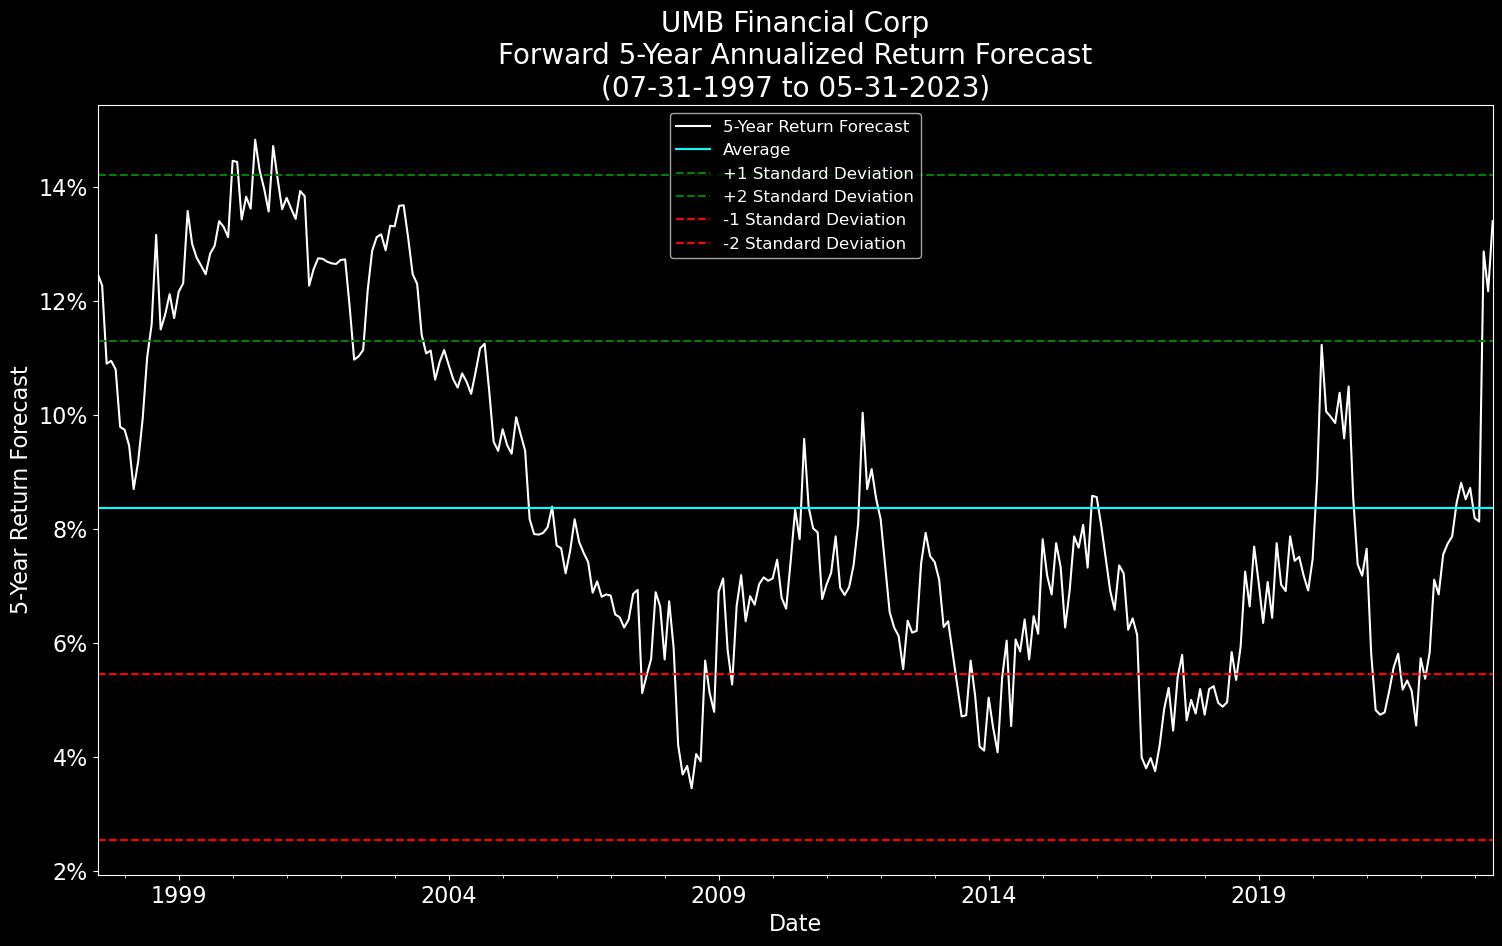 UMB Financial Corp
Forward 5-Year Annualized Return Forecast
(07-31-1997 to 05-31-2023)
5-Year Return Forecast
Average
+1 Standard Deviation
+2 Standard Deviation
-1 Standard Deviation
-2 Standard Deviation
14%
12%
10%
8%
6%
4%
2%
5-Year Return Forecast
1999
2004
2009
2014
2019
Date